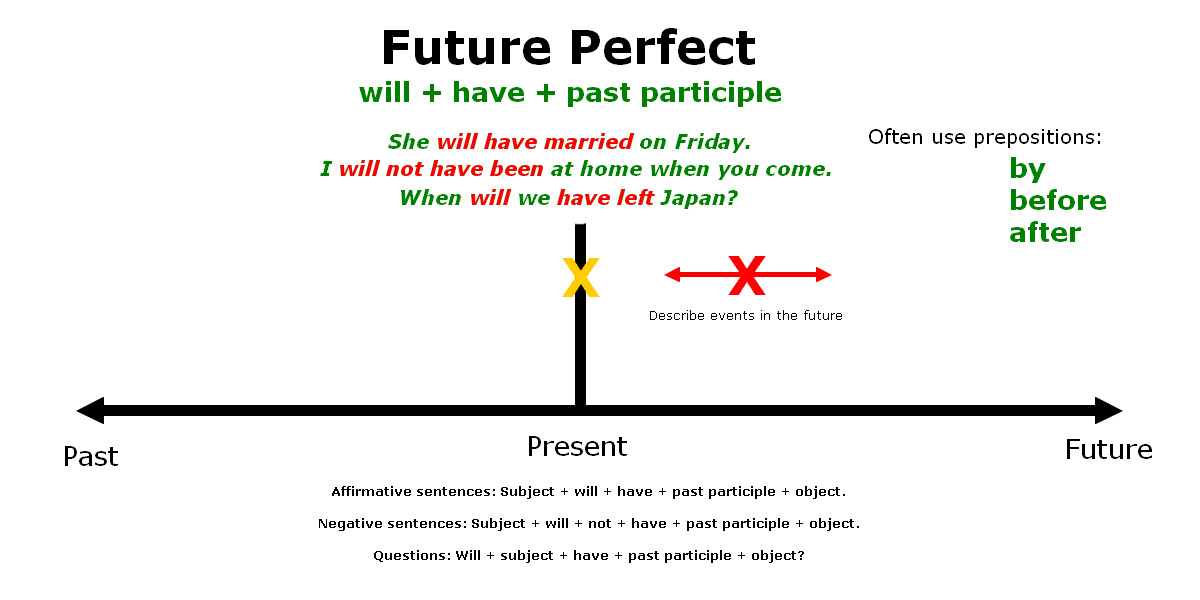 Future Perfect
will + have + past participle
She will have married on Friday.
I will not have been at home when you come.
When will we have left Japan?
Often use prepositions:
by
before
after
X
X
Describe events in the future
Past
Present
Future
Affirmative sentences: Subject + will + have + past participle + object.
Negative sentences: Subject + will + not + have + past participle + object.
Questions: Will + subject + have + past participle + object?